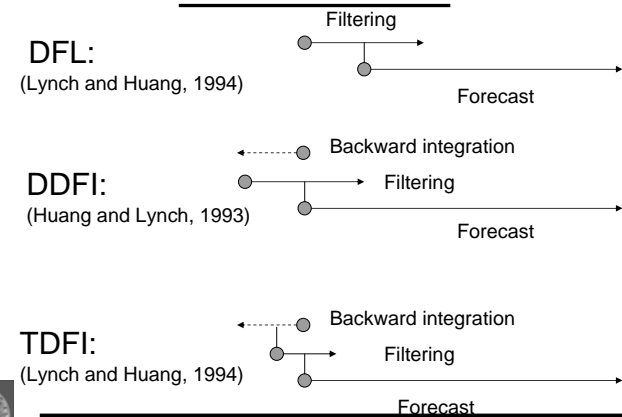 Filtering
DFL:
(Lynch and Huang, 1994)
Forecast
Backward integration
DDFI:
Filtering
(Huang and Lynch, 1993)
Forecast
Backward integration
TDFI:
Filtering
(Lynch and Huang, 1994)
Forecast